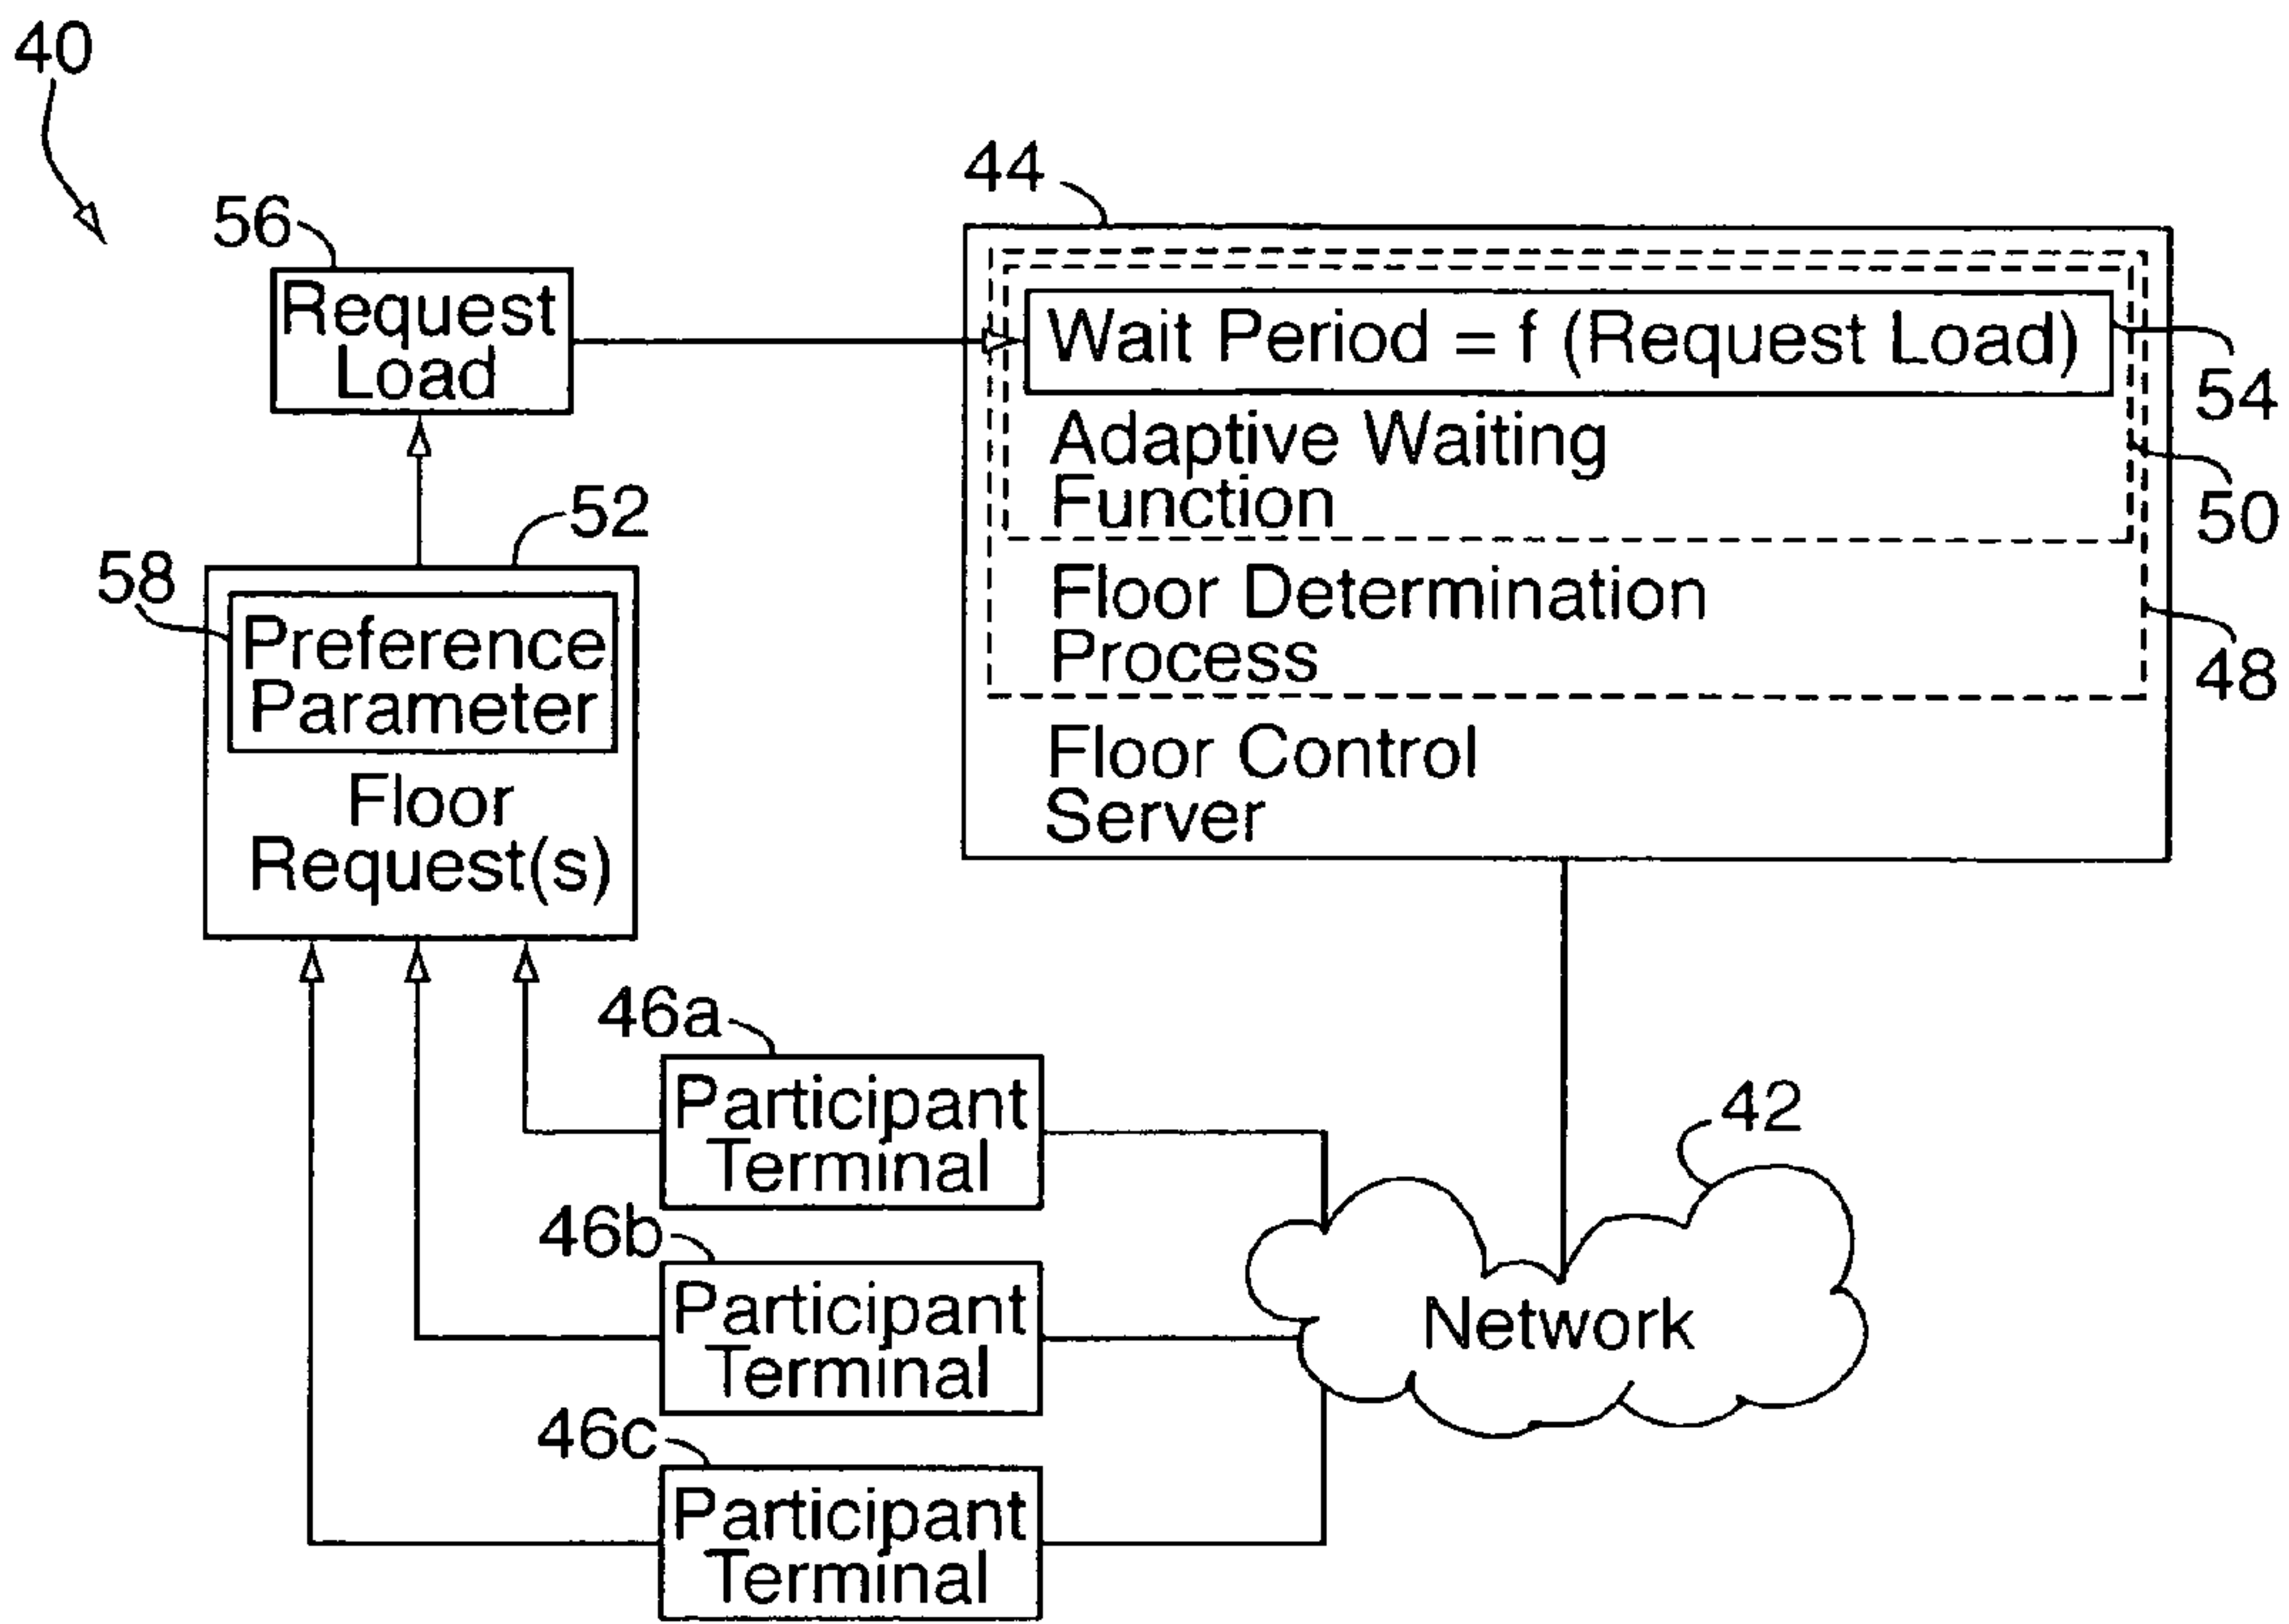 40
44
56
Request
Load
Wait Period = f (Request Load)
54
Adaptive Waiting
Function
50
52
58
Preference
Parameter
Floor
Request(s)
Floor Determination
Process
48
Floor Control
Server
46a
Participant
Terminal
42
46b
Participant
Terminal
Network
46c
Participant
Terminal